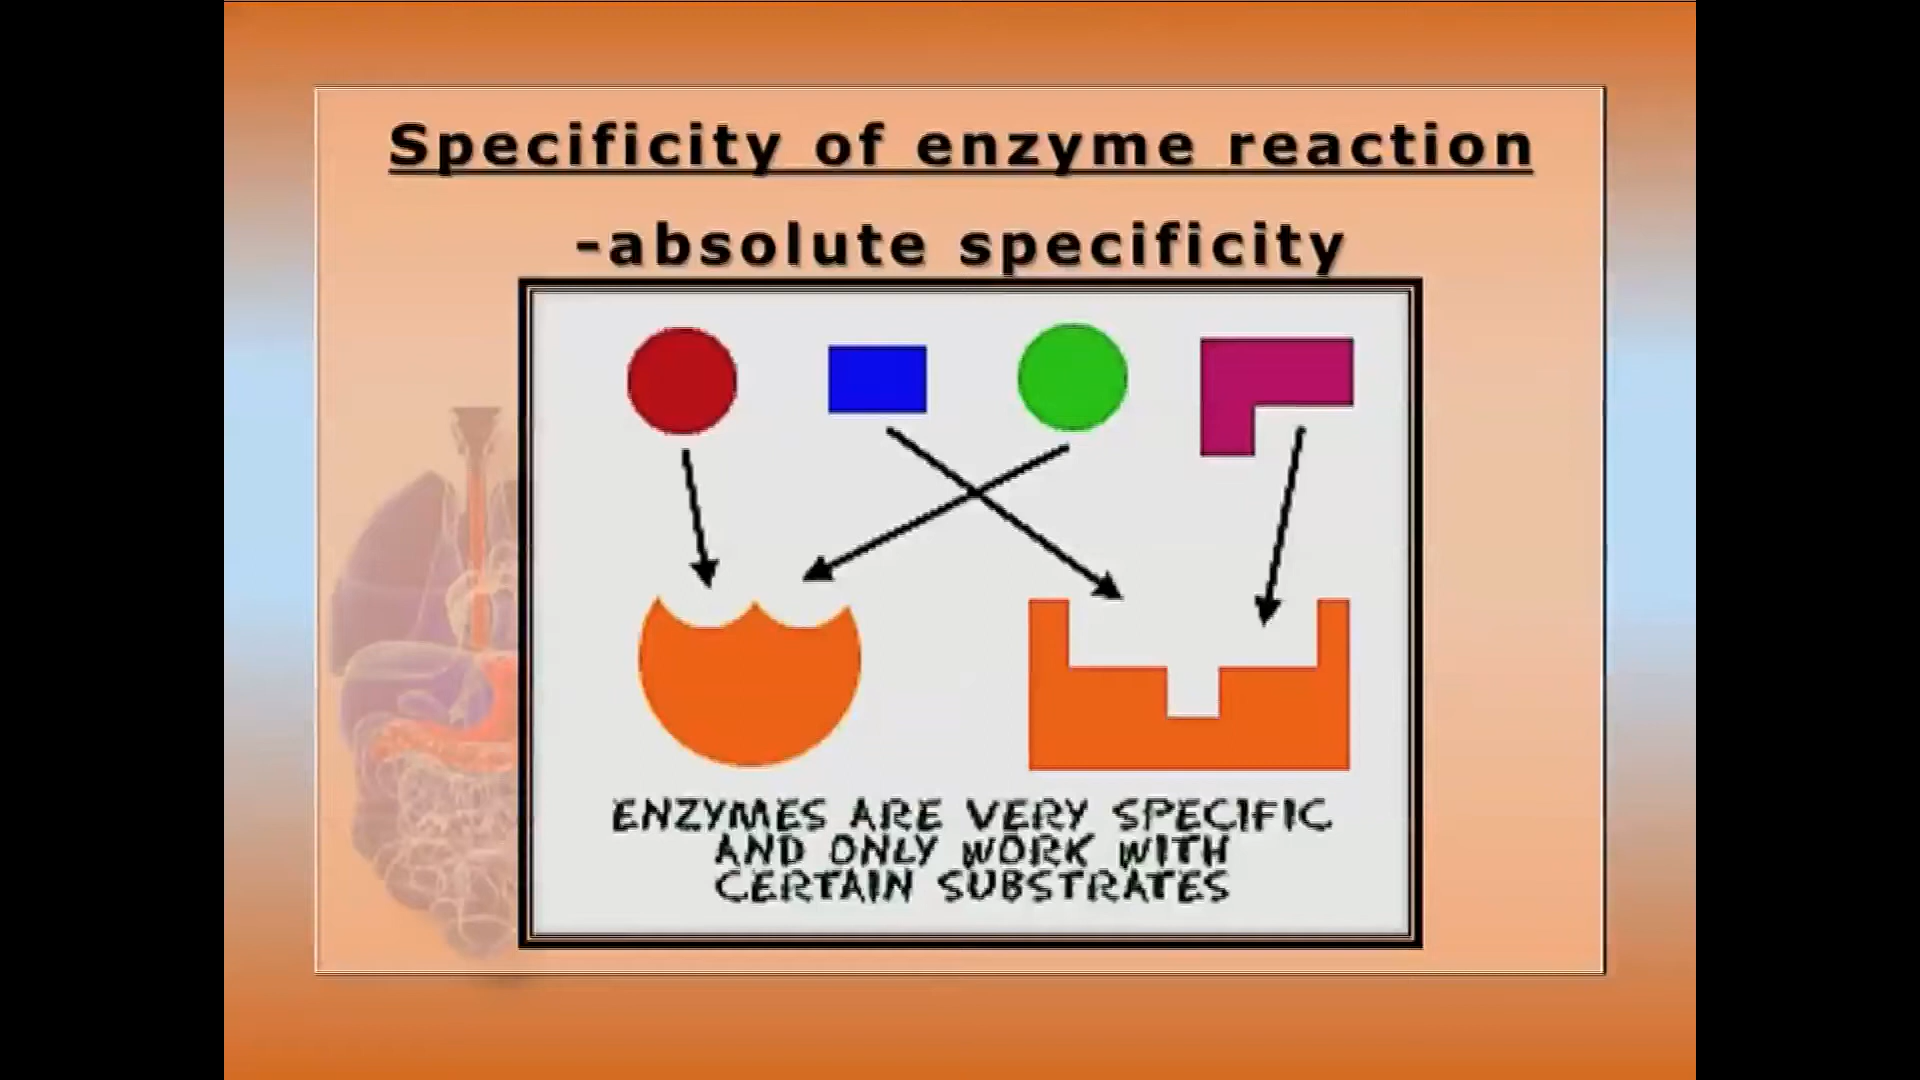 Specificity of enzyme reaction
-absolute specificity
ENZYMES ARE VERY SPECIFIC
AND ONLY WORK WITH
CERTAIN SUBSTRATES